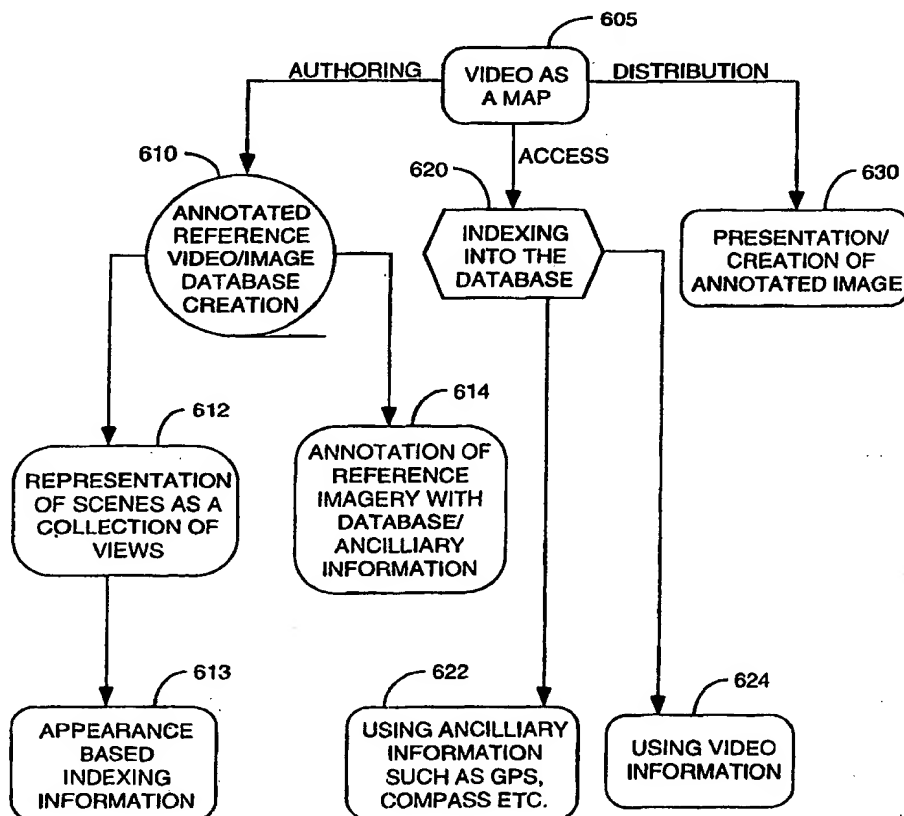 605
AUTHORING
VIDEO AS
A MAP
DISTRIBUTION
610
ACCESS
620
630
ANNOTATED
REFERENCE
VIDEO/IMAGE
DATABASE
CREATION
INDEXING
INTO THE
DATABASE
PRESENTATION/
CREATION OF
ANNOTATED IMAGE
612
614
REPRESENTATION
OF SCENES AS A
COLLECTION OF
VIEWS
ANNOTATION OF
REFERENCE
IMAGERY WITH
DATABASE/
ANCILLIARY
INFORMATION
613
622
624
APPEARANCE
BASED
INDEXING
INFORMATION
USING ANCILLIARY
INFORMATION
SUCH AS GPS,
COMPASS ETC.
USING VIDEO
INFORMATION